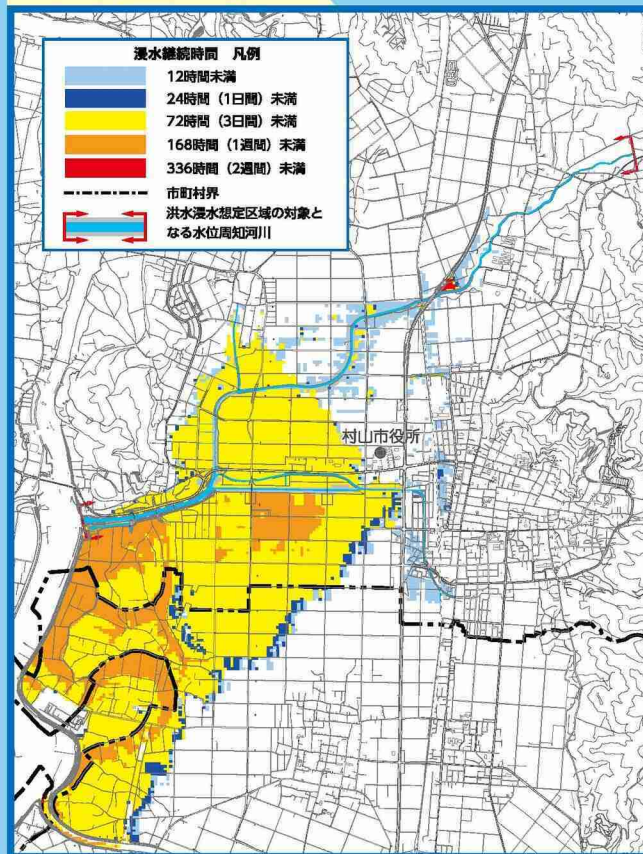 浸水継続時間　凡例
12時間未満
24時間（1日間）未満
72時間（3日間）未満
168時間（1週間）未満
336時間（2週間）未満
市町村界
洪水浸水想定区域の対象と
なる水位周知河川
村山市役所